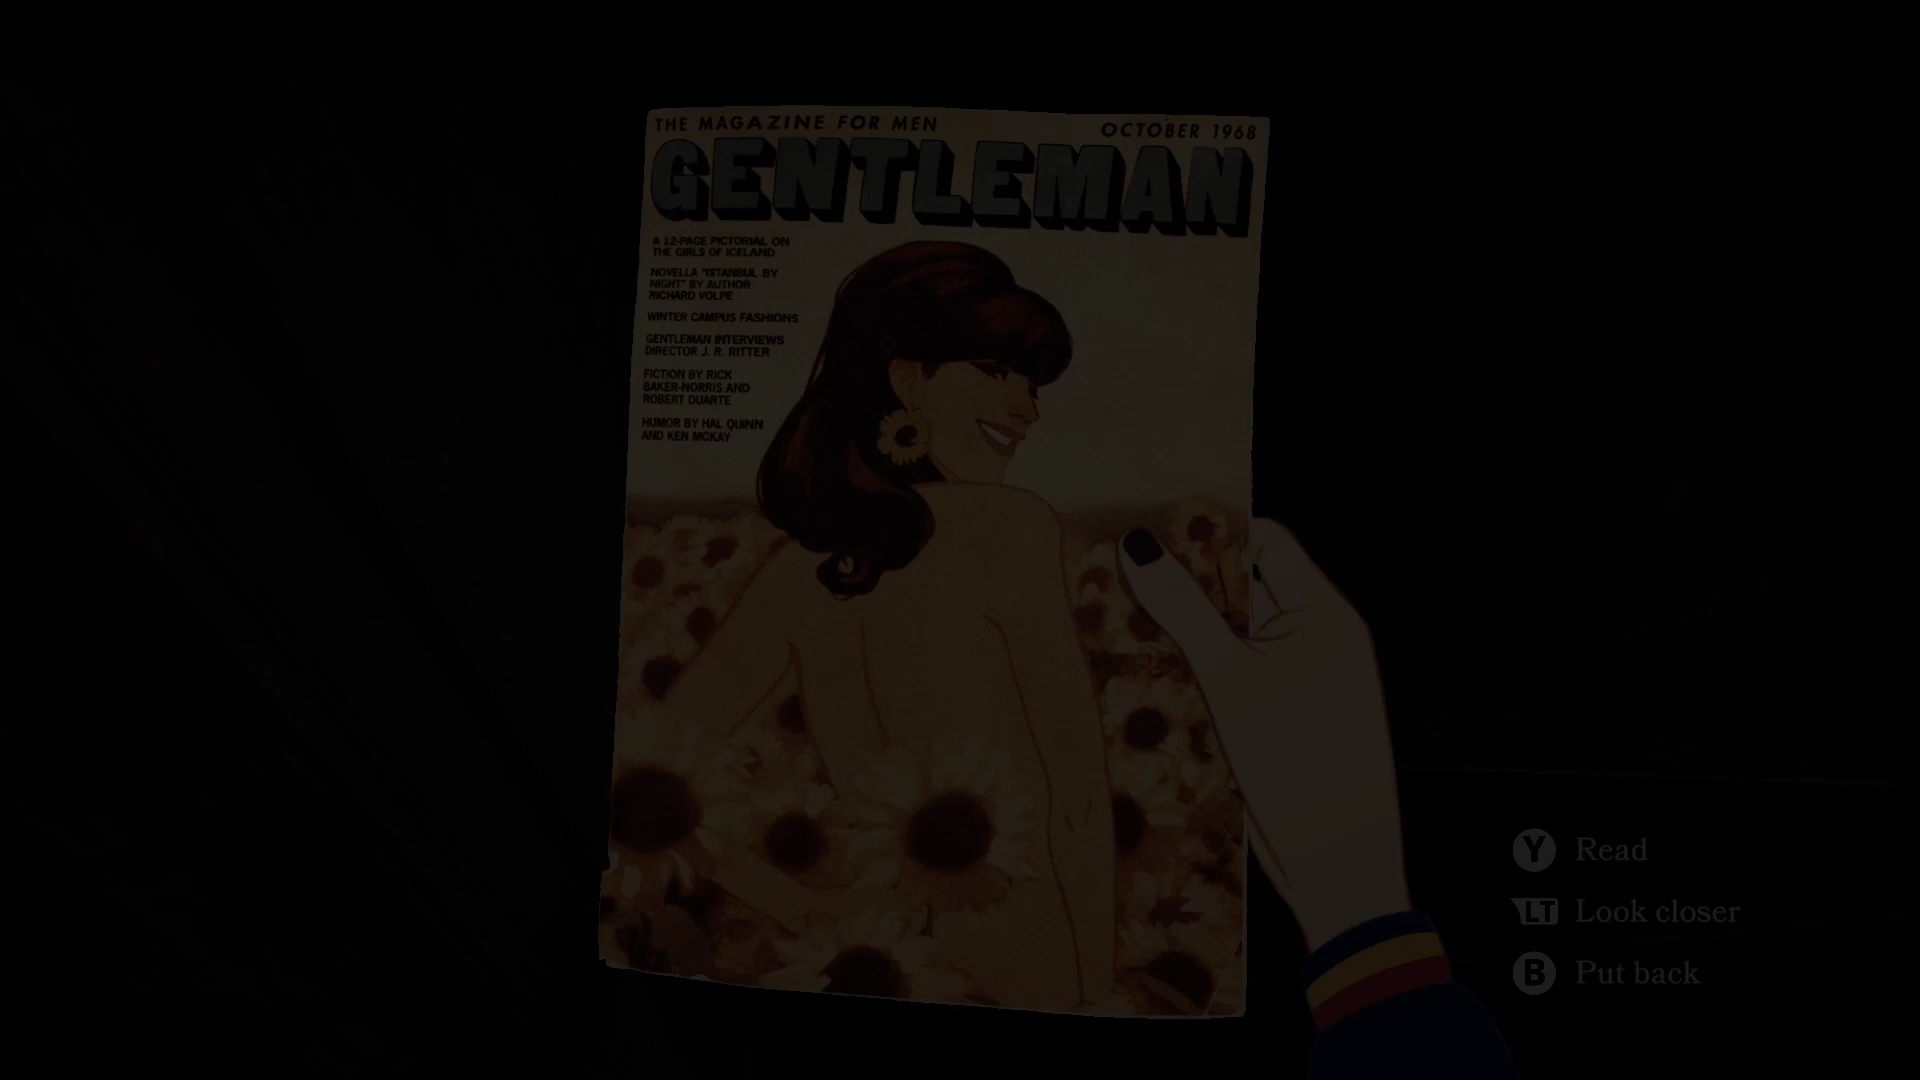 THE MAGAZINE FOR MEN
OCTOBER 1968
GENTLEMAN
A 12-PAGE PICTORIAL ON
THE GIRLS OF ICELAND
NOVELLA "ISTANBUL BY
NIGHT" BY AUTHOR
RICHARD VOLPE
WINTER CAMPUS FASHIONS
GENTLEMAN INTERVIEWS
DIRECTOR J. R. RITTER
FICTION BY RICK
BAKER-NORRIS AND
ROBERT DUARTE
HUMOR BY HAL QUINN
AND KEN MCKAY
Y Read
LT Look closer
B Put back